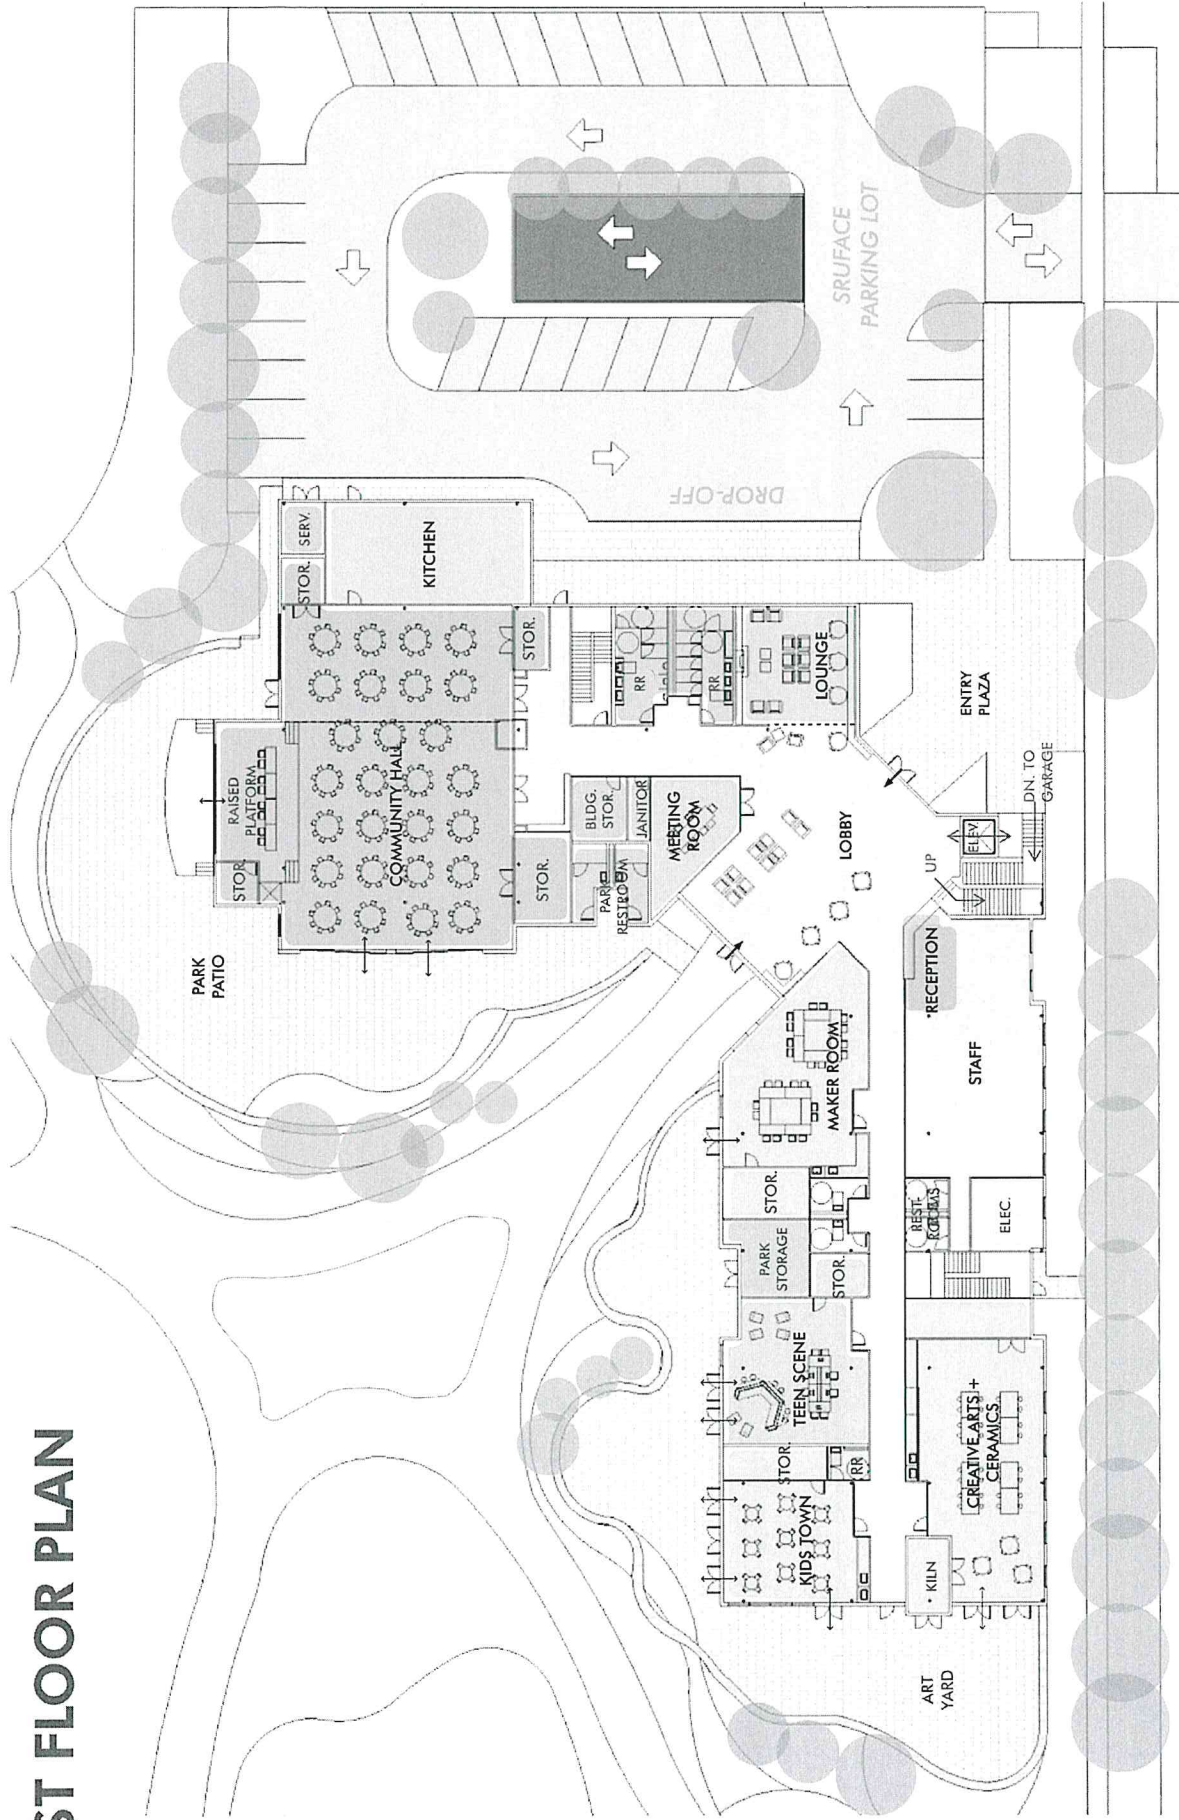 ST FLOOR PLAN
PARK
PATIO
STOR.
RAISED
PLATFORM
STOR.
SERV.
COMMUNITY HALL
KITCHEN
STOR.
STOR.
BLDG.
STOR.
PARK
RESTROOM
JANITOR
MEETING
ROOM
RR
RR
LOUNGE
DROP-OFF
SRUFACE
PARKING LOT
KIDS TOWN
STOR.
RR
TEEN SCENE
PARK
STORAGE
STOR.
STOR.
MAKER ROOM
LOBBY
ENTRY
PLAZA
ART
YARD
KILN
CREATIVE ARTS +
CERAMICS
REST-
ROOMS
ELEC.
STAFF
RECEPTION
UP
ELEV.
DN. TO
GARAGE